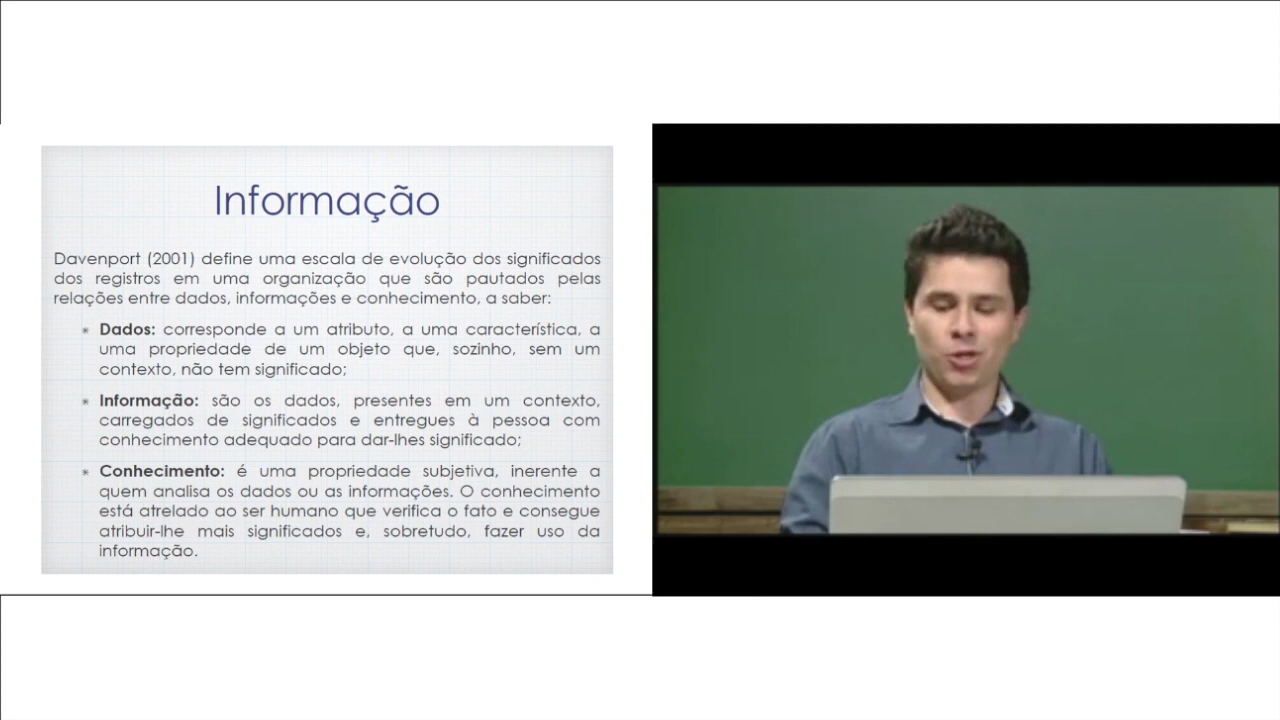 Informação
Davenport (2001) define uma escala de evolução dos significados
dos registros em uma organização que são pautados pelas
relações entre dados, informações e conhecimento, a saber:
* Dados: corresponde a um atributo, a uma característica, a
uma propriedade de um objeto que, sozinho, sem um
contexto, não tem significado;
* Informação: são os dados, presentes em um contexto,
carregados de significados e entregues à pessoa com
conhecimento adequado para dar-lhes significado;
* Conhecimento: é uma propriedade subjetiva, inerente a
quem analisa os dados ou as informações. O conhecimento
está atrelado ao ser humano que verifica o fato e consegue
atribuir-lhe mais significados e, sobretudo, fazer uso da
informação.